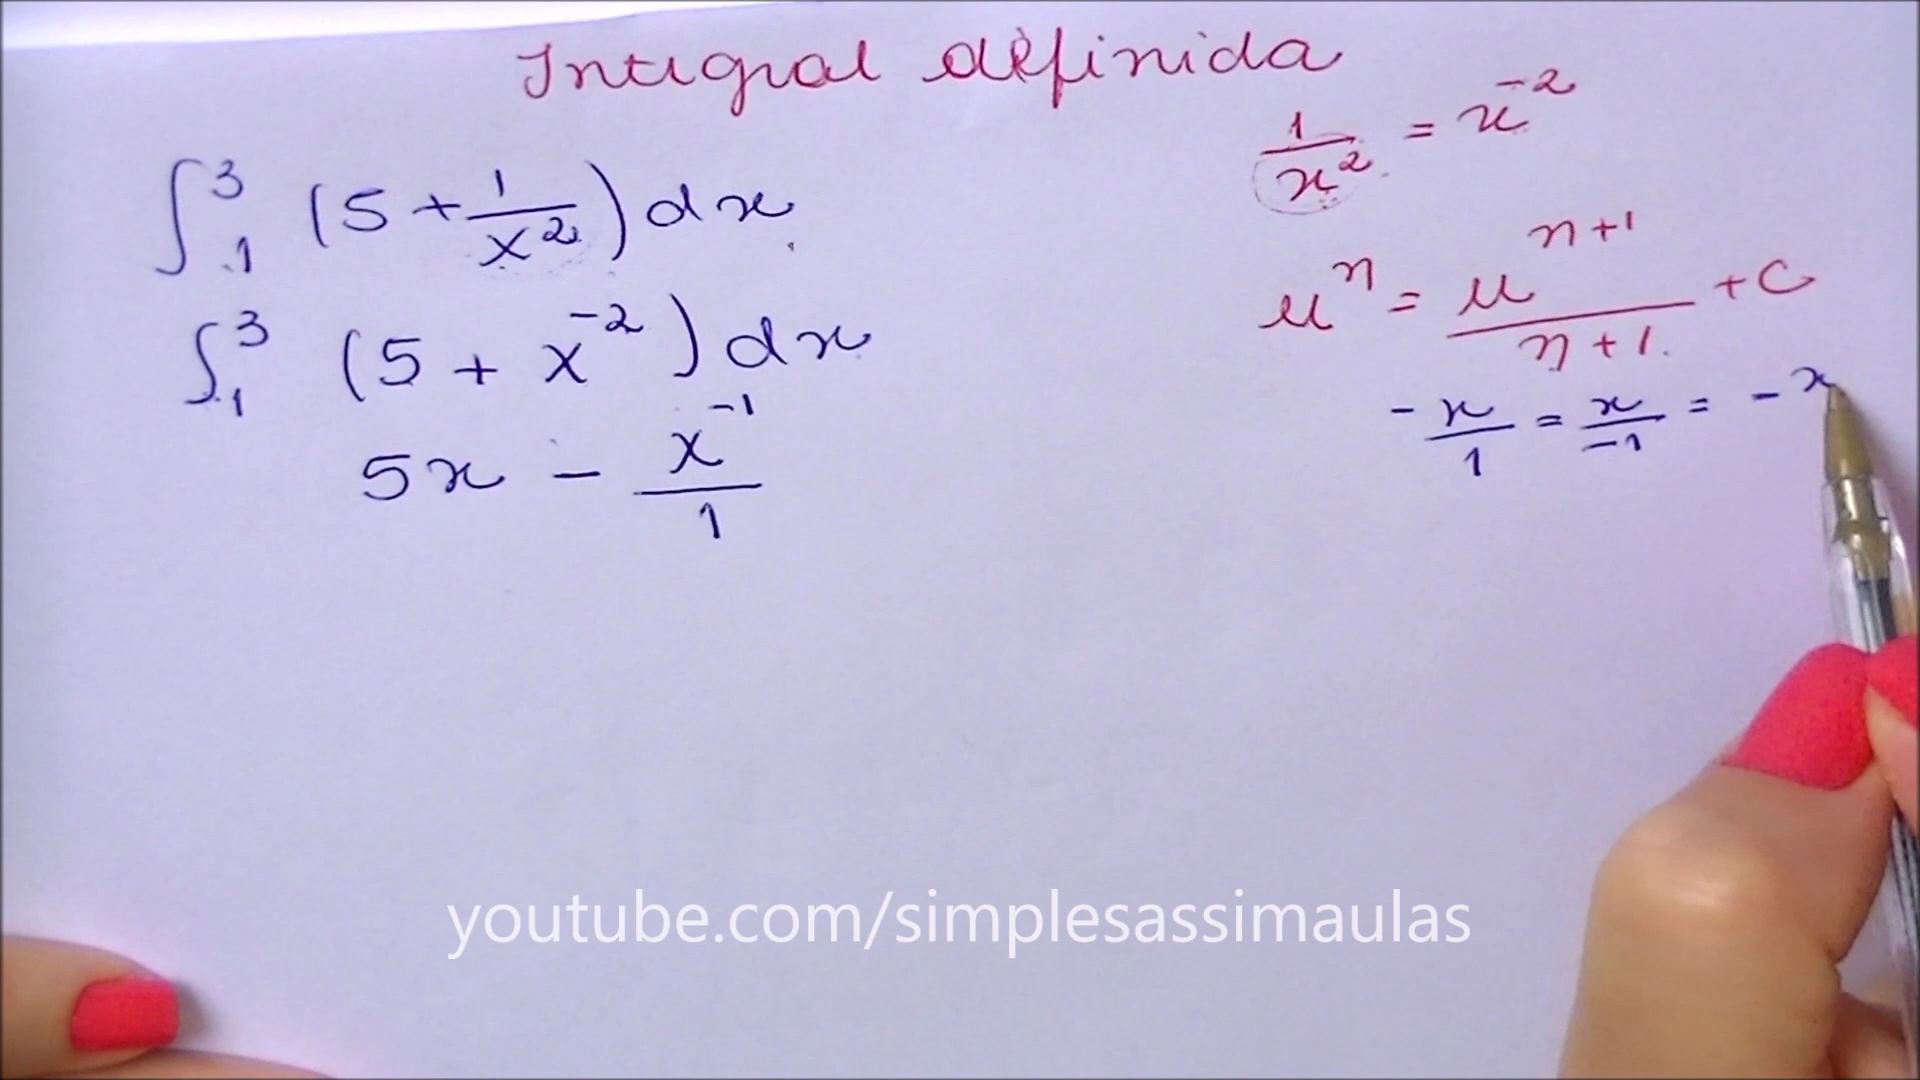 Integral definida
∫₁³ (5 + 1/x²) dx
∫₁³ (5 + x⁻²) dx
5x - x⁻¹/1
1/x² = x⁻²
uⁿ = uⁿ⁺¹/n+1 + C
- x/1 = x/-1 = - x
youtube.com/simplesassimaulas